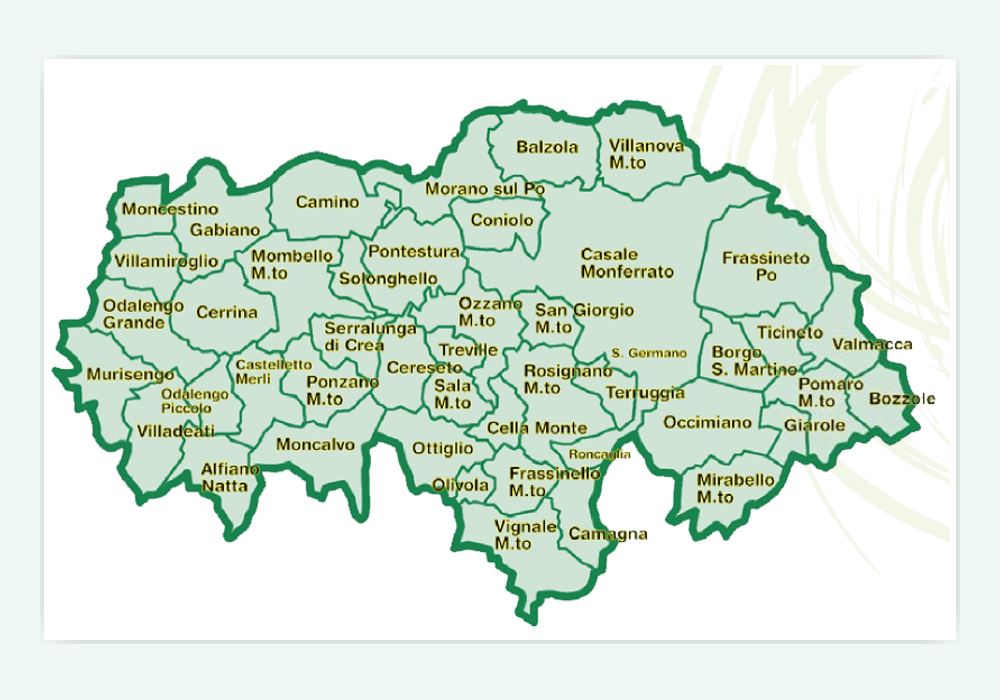 Balzola
Villanova
M.to
Morano sul Po
Moncestino
Camino
Gabiano
Coniolo
Villamiroglio
Mombello
M.to
Pontestura
Solonghello
Casale
Monferrato
Frassineto
Po
Odalengo
Grande
Cerrina
Ozzano
M.to
San Giorgio
M.to
Serralunga
di Crea
Treville
S. Germano
Ticineto
Valmacca
Borgo
S. Martino
Murisengo
Castelletto
Merli
Cereseto
Rosignano
M.to
Odalengo
Piccolo
Ponzano
M.to
Sala
M.to
Terruggia
Pomaro
M.to
Bozzole
Villadeati
Moncalvo
Cella Monte
Occimiano
Giarole
Alfiano
Natta
Ottiglio
Roncaglia
Olivola
Frassinello
M.to
Mirabello
M.to
Vignale
M.to
Camagna